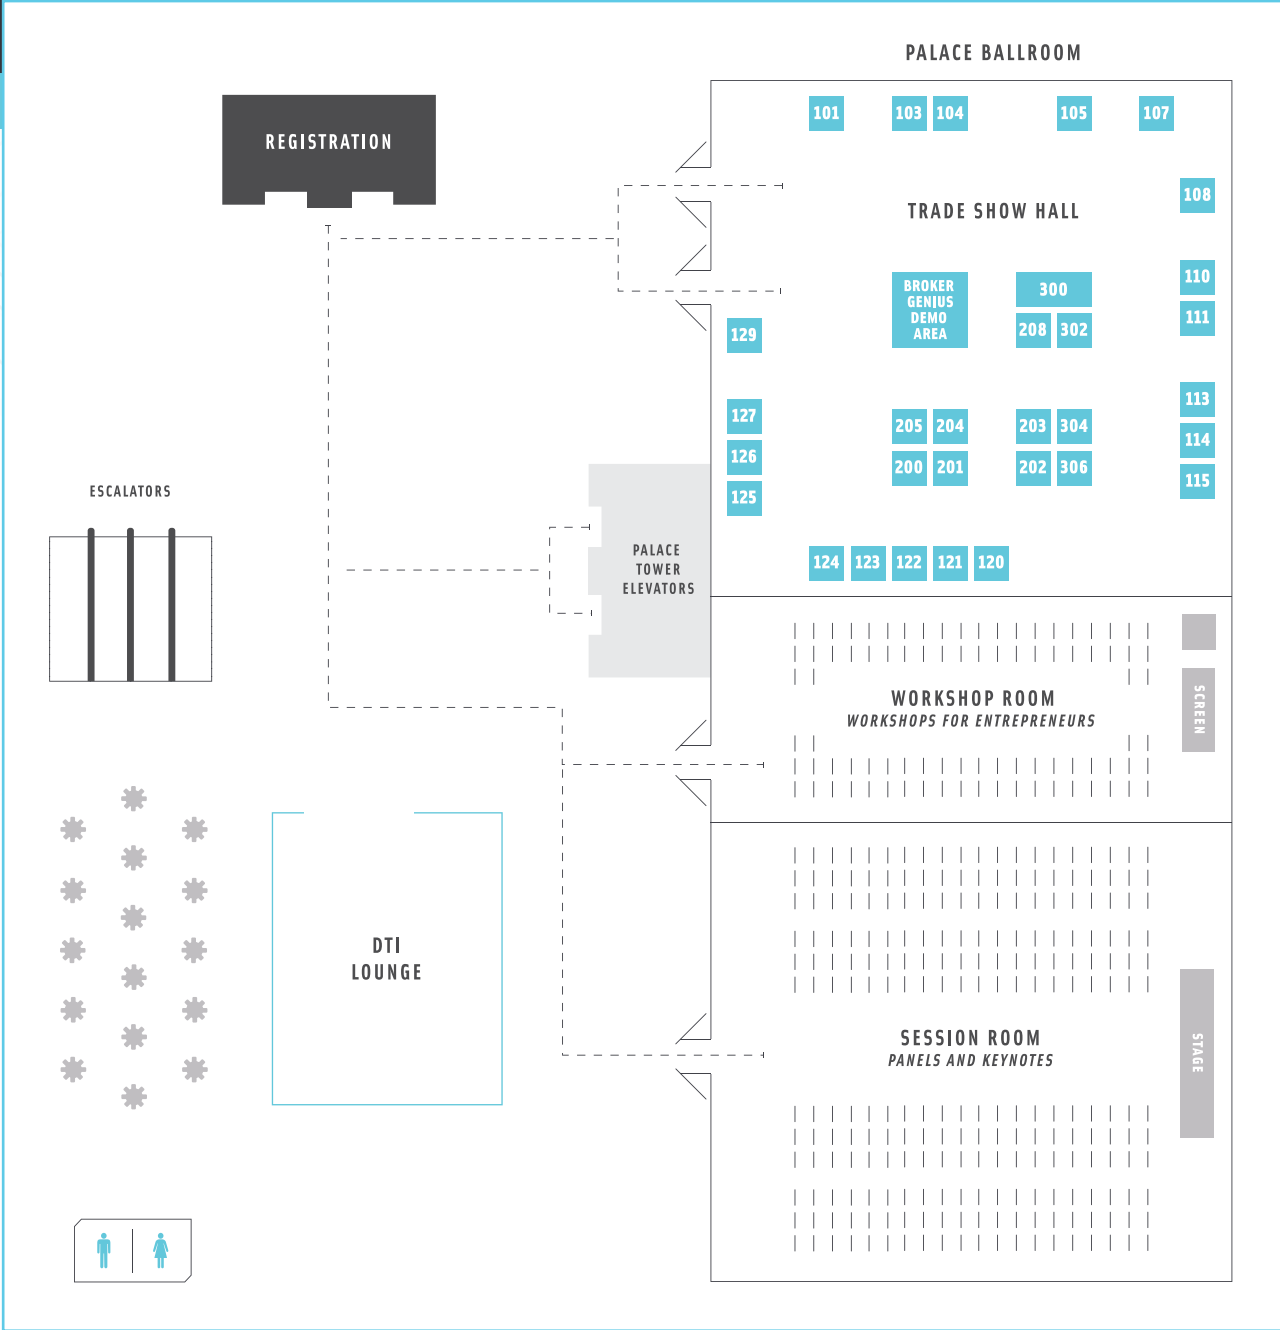 PALACE BALLROOM
REGISTRATION
101 103 104 105 107
108
TRADE SHOW HALL
110
111
BROKER
GENIUS
DEMO
AREA
300
208 302
129
127
126
125
205 204 203 304
200 201 202 306
113
114
115
ESCALATORS
PALACE
TOWER
ELEVATORS
124 123 122 121 120
WORKSHOP ROOM
WORKSHOPS FOR ENTREPRENEURS
SCREEN
DTI
LOUNGE
SESSION ROOM
PANELS AND KEYNOTES
STAGE